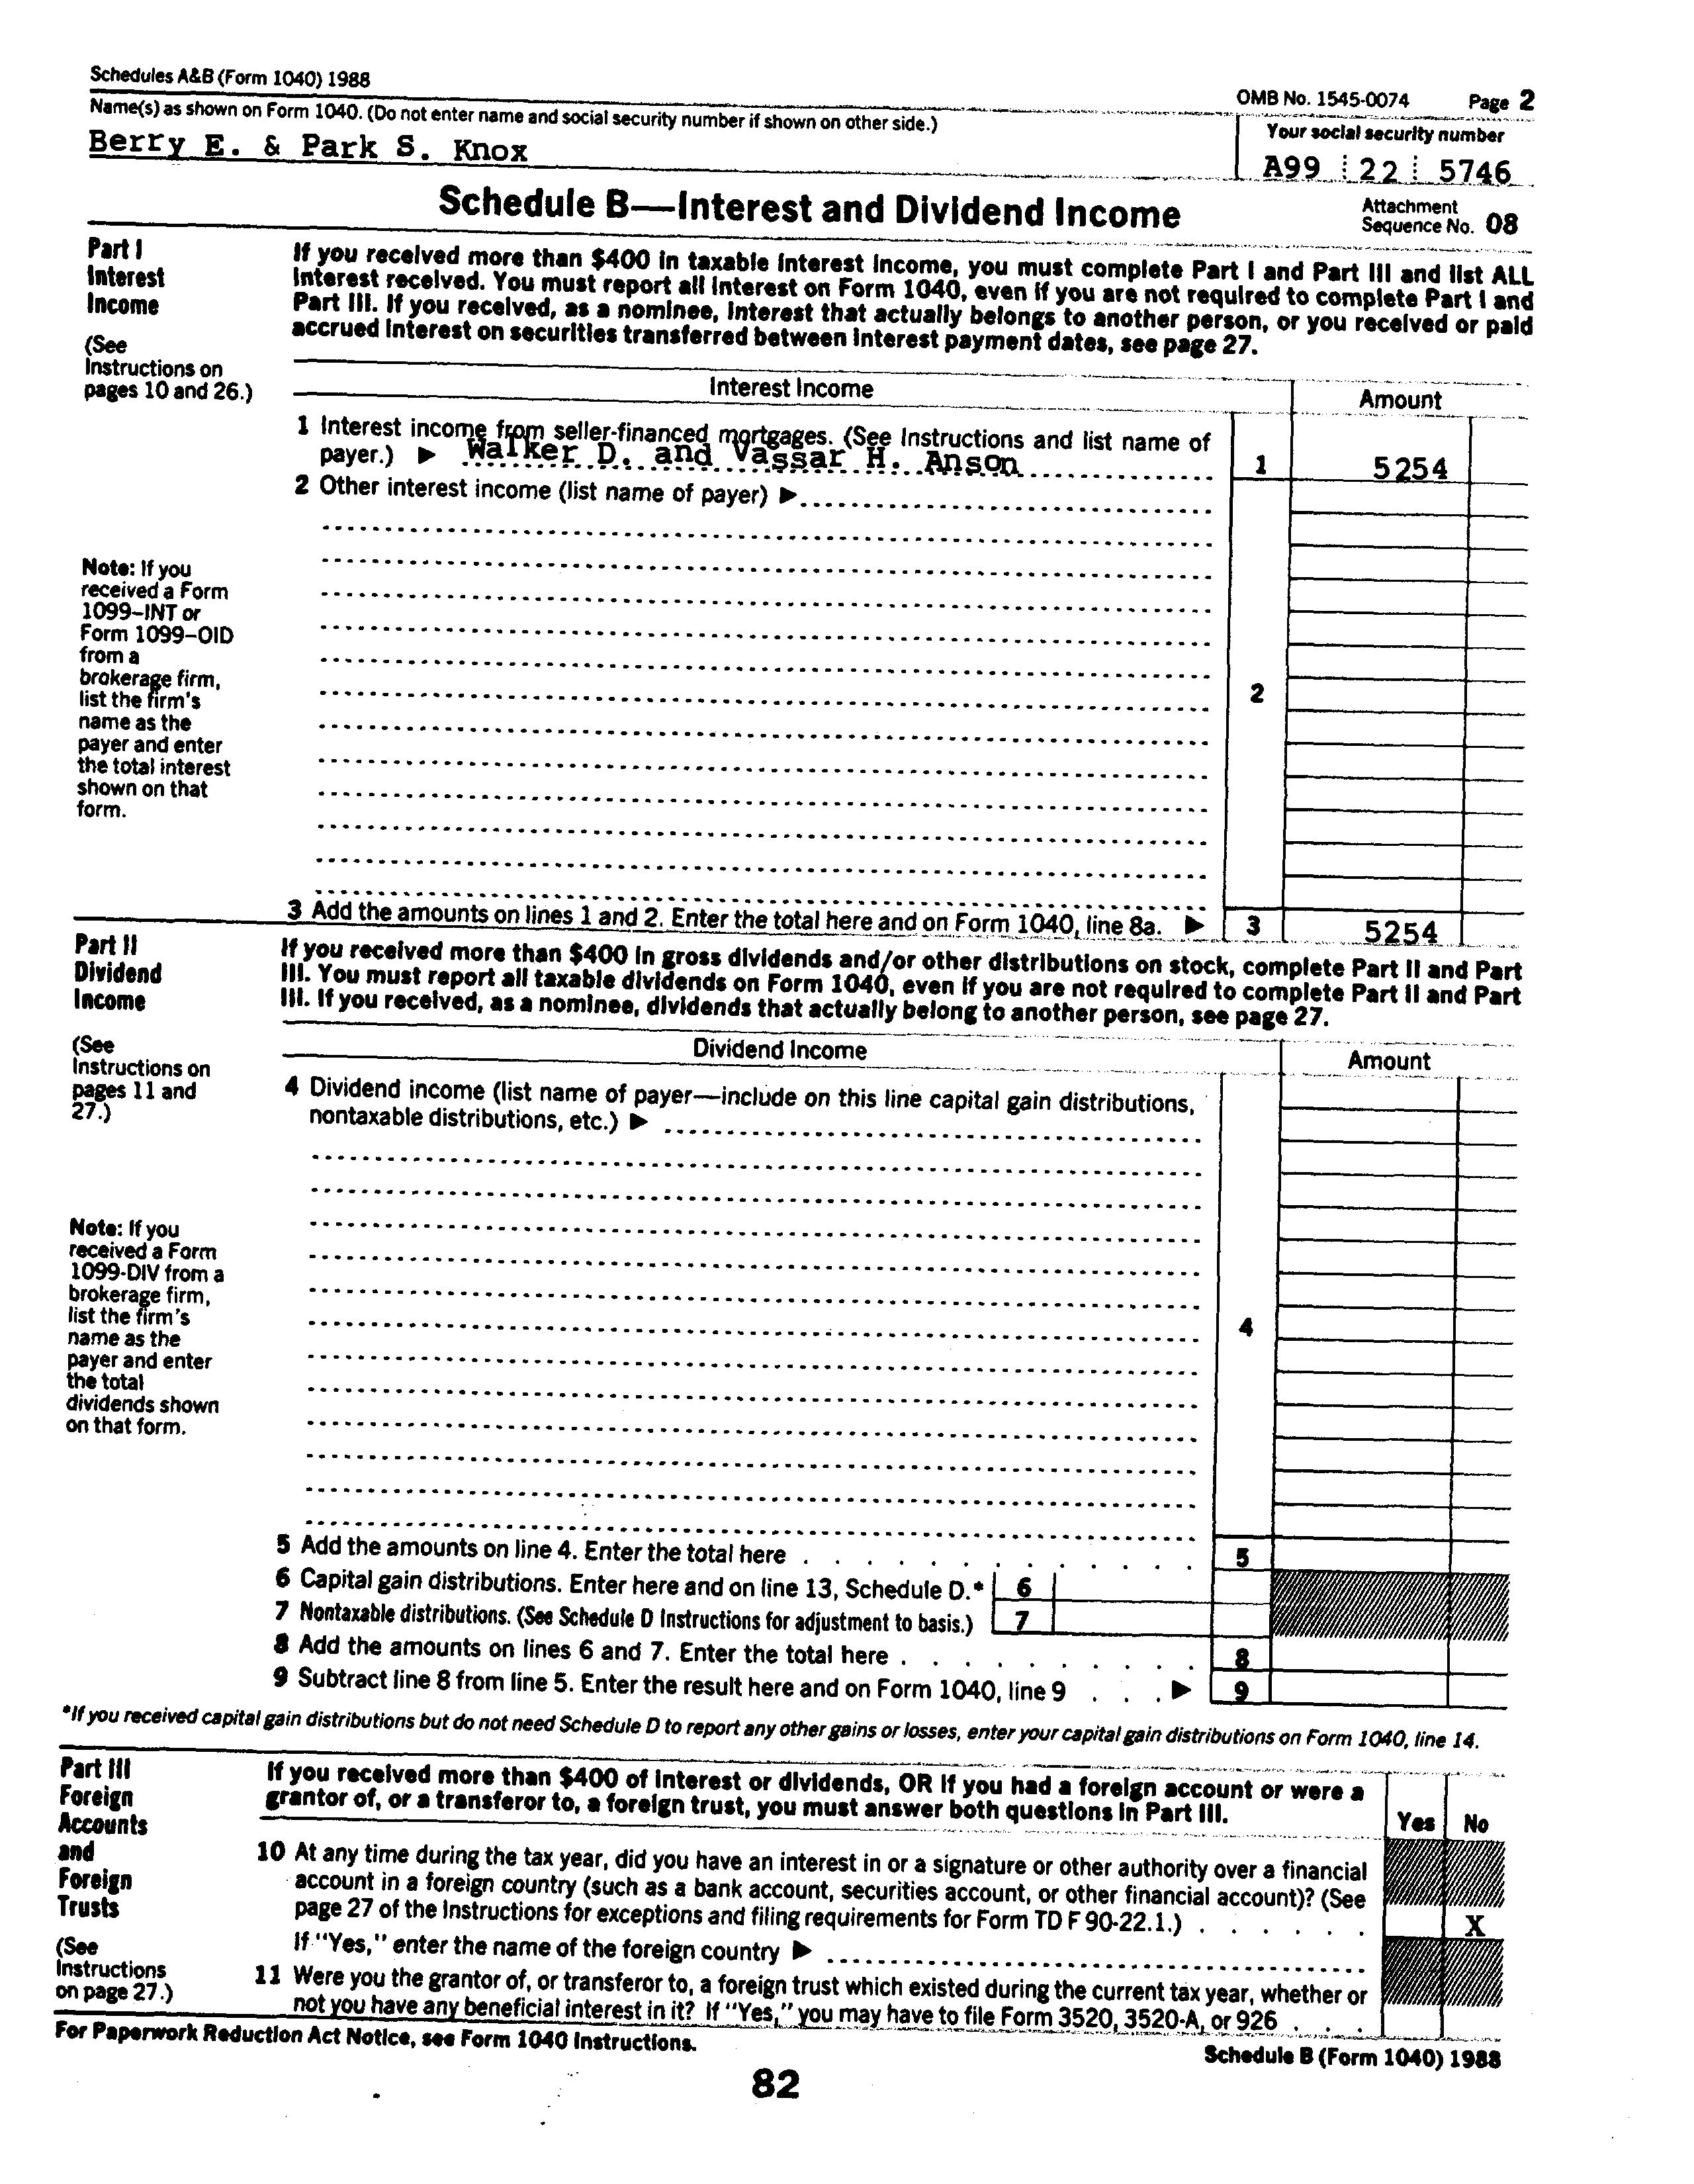 Schedules A&B (Form 1040) 1988
OMB No. 1545-0074 Page 2
Name(s) as shown on Form 1040. (Do not enter name and social security number if shown on other side.)
Your social security number
Berry E. & Park S. Knox
A99 22 5746
Schedule B—Interest and Dividend Income
Attachment
Sequence No. 08
Part I
Interest
Income
(See
Instructions on
pages 10 and 26.)
If you received more than $400 in taxable interest income, you must complete Part I and Part III and list ALL
interest received. You must report all interest on Form 1040, even if you are not required to complete Part I and
Part III. If you received, as a nominee, interest that actually belongs to another person, or you received or paid
accrued interest on securities transferred between interest payment dates, see page 27.
Interest Income
Amount
1 Interest income from seller-financed mortgages. (See Instructions and list name of
payer.) ▶ Walker D. and Vassar H. Anson 1 5254
2 Other interest income (list name of payer) ▶
Note: If you
received a Form
1099–INT or
Form 1099–OID
from a
brokerage firm,
list the firm's
name as the
payer and enter
the total interest
shown on that
form.
2
3 Add the amounts on lines 1 and 2. Enter the total here and on Form 1040, line 8a. ▶ 3 5254
Part II
Dividend
Income
(See
Instructions on
pages 11 and
27.)
If you received more than $400 in gross dividends and/or other distributions on stock, complete Part II and Part
III. You must report all taxable dividends on Form 1040, even if you are not required to complete Part II and Part
III. If you received, as a nominee, dividends that actually belong to another person, see page 27.
Dividend Income
Amount
4 Dividend income (list name of payer—include on this line capital gain distributions,
nontaxable distributions, etc.) ▶
Note: If you
received a Form
1099-DIV from a
brokerage firm,
list the firm's
name as the
payer and enter
the total
dividends shown
on that form.
4
5 Add the amounts on line 4. Enter the total here . . . . . . . . . . . . . 5
6 Capital gain distributions. Enter here and on line 13, Schedule D.* 6
7 Nontaxable distributions. (See Schedule D Instructions for adjustment to basis.) 7
8 Add the amounts on lines 6 and 7. Enter the total here . . . . . . . . . . 8
9 Subtract line 8 from line 5. Enter the result here and on Form 1040, line 9 . . . ▶ 9
*If you received capital gain distributions but do not need Schedule D to report any other gains or losses, enter your capital gain distributions on Form 1040, line 14.
Part III
Foreign
Accounts
and
Foreign
Trusts
(See
Instructions
on page 27.)
If you received more than $400 of interest or dividends, OR if you had a foreign account or were a
grantor of, or a transferor to, a foreign trust, you must answer both questions in Part III.
Yes No
10 At any time during the tax year, did you have an interest in or a signature or other authority over a financial
account in a foreign country (such as a bank account, securities account, or other financial account)? (See
page 27 of the Instructions for exceptions and filing requirements for Form TD F 90-22.1.) . . . . . . X
If "Yes," enter the name of the foreign country ▶
11 Were you the grantor of, or transferor to, a foreign trust which existed during the current tax year, whether or
not you have any beneficial interest in it? If "Yes," you may have to file Form 3520, 3520-A, or 926 . . .
For Paperwork Reduction Act Notice, see Form 1040 Instructions.
Schedule B (Form 1040) 1988
82